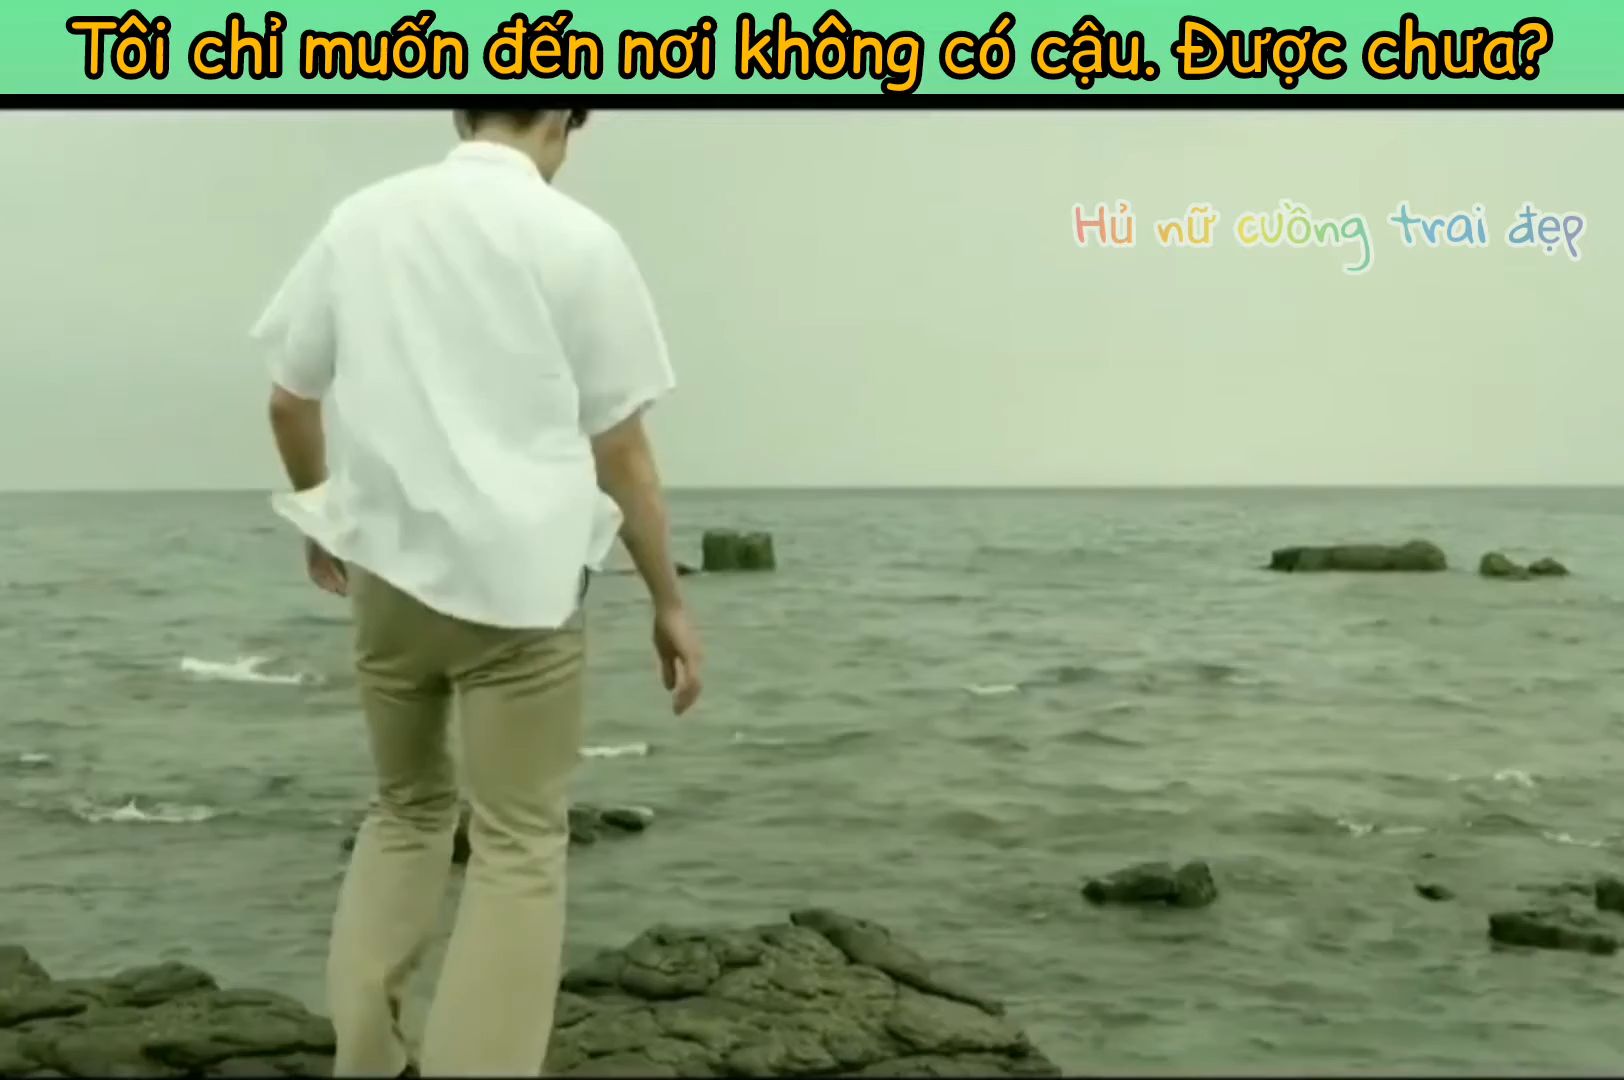 Tôi chỉ muốn đến nơi không có cậu. Được chưa?
Hủ nữ cuồng trai đẹp